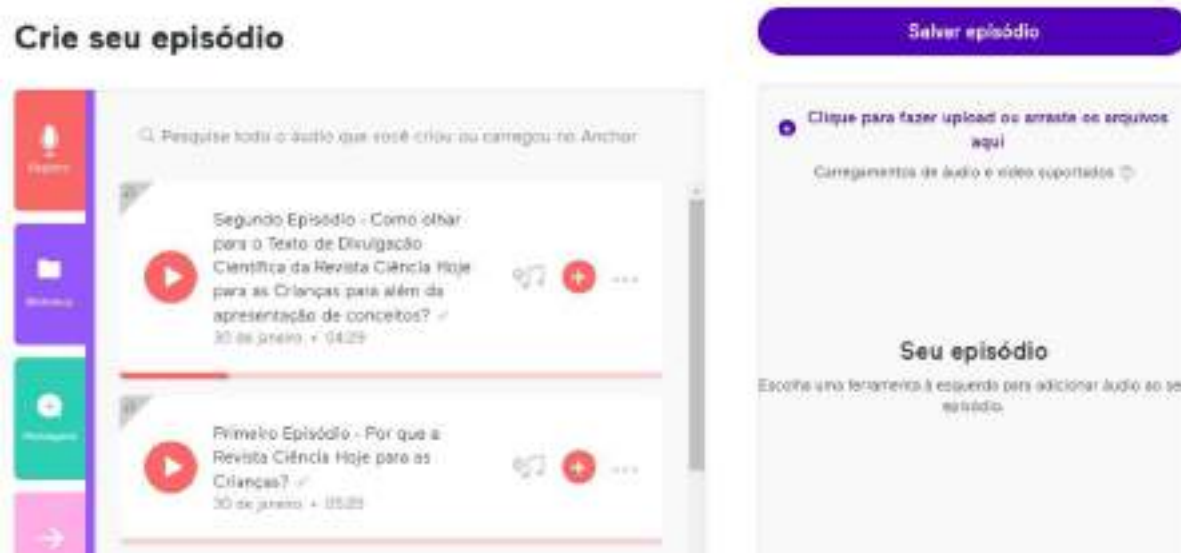 Crie seu episódio
Salvar episódio
Registro
Biblioteca
Mensagens
Pesquise todo o áudio que você criou ou carregou no Anchor
Clique para fazer upload ou arraste os arquivos
aqui
Carregamentos de áudio e vídeo suportados
Segundo Episódio - Como olhar
para o Texto de Divulgação
Científica da Revista Ciência Hoje
para as Crianças para além da
apresentação de conceitos?
30 de janeiro • 04:29
Seu episódio
Escolha uma ferramenta à esquerda para adicionar áudio ao se
episódio.
Primeiro Episódio - Por que a
Revista Ciência Hoje para as
Crianças?
30 de janeiro